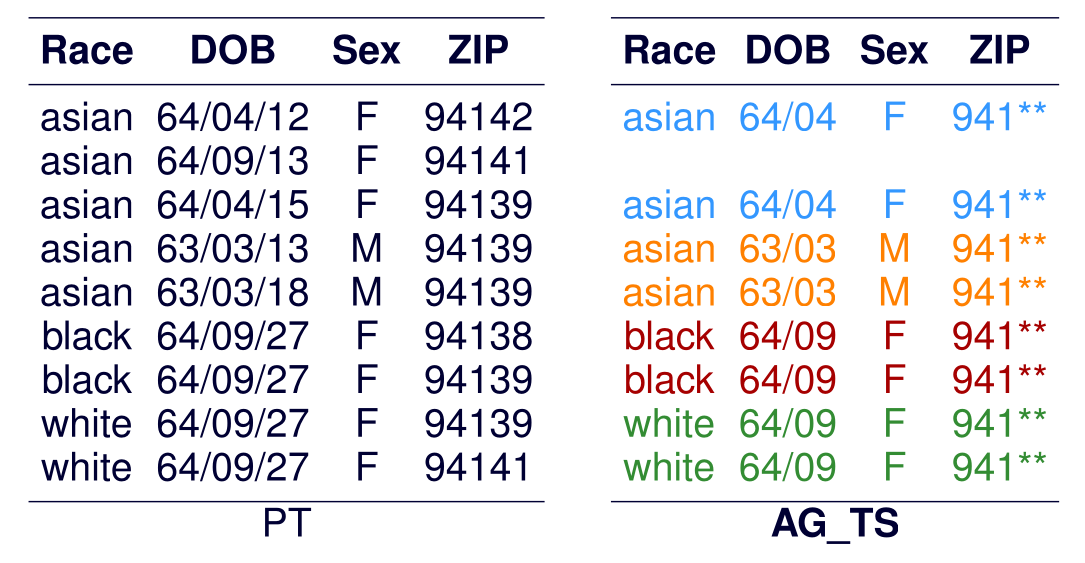 Race DOB Sex ZIP Race DOB Sex ZIP
asian 64/04/12 F 94142 asian 64/04 F 941**
asian 64/09/13 F 94141
asian 64/04/15 F 94139 asian 64/04 F 941**
asian 63/03/13 M 94139 asian 63/03 M 941**
asian 63/03/18 M 94139 asian 63/03 M 941**
black 64/09/27 F 94138 black 64/09 F 941**
black 64/09/27 F 94139 black 64/09 F 941**
white 64/09/27 F 94139 white 64/09 F 941**
white 64/09/27 F 94141 white 64/09 F 941**
PT AG_TS